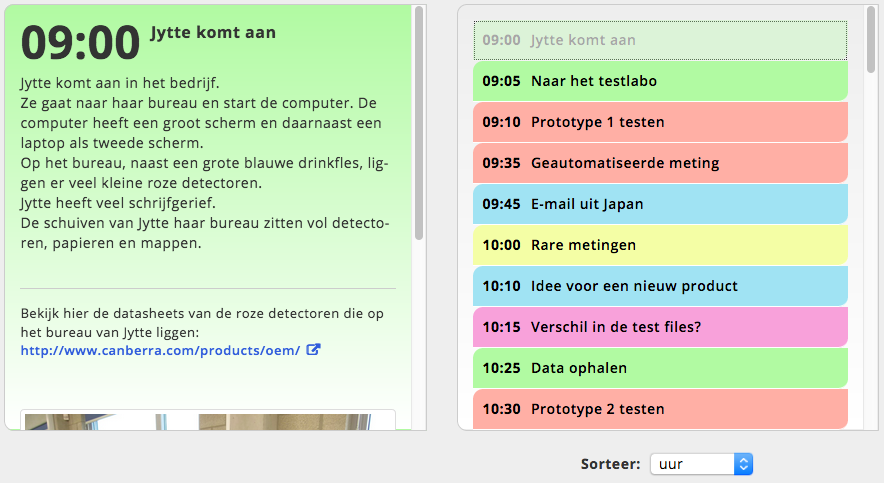 09:00 Jytte komt aan
Jytte komt aan in het bedrijf.
Ze gaat naar haar bureau en start de computer. De
computer heeft een groot scherm en daarnaast een
laptop als tweede scherm.
Op het bureau, naast een grote blauwe drinkfles, lig-
gen er veel kleine roze detectoren.
Jytte heeft veel schrijfgerief.
De schuiven van Jytte haar bureau zitten vol detecto-
ren, papieren en mappen.
Bekijk hier de datasheets van de roze detectoren die op
het bureau van Jytte liggen:
http://www.canberra.com/products/oem/
09:00 Jytte komt aan
09:05 Naar het testlabo
09:10 Prototype 1 testen
09:35 Geautomatiseerde meting
09:45 E-mail uit Japan
10:00 Rare metingen
10:10 Idee voor een nieuw product
10:15 Verschil in de test files?
10:25 Data ophalen
10:30 Prototype 2 testen
Sorteer: uur